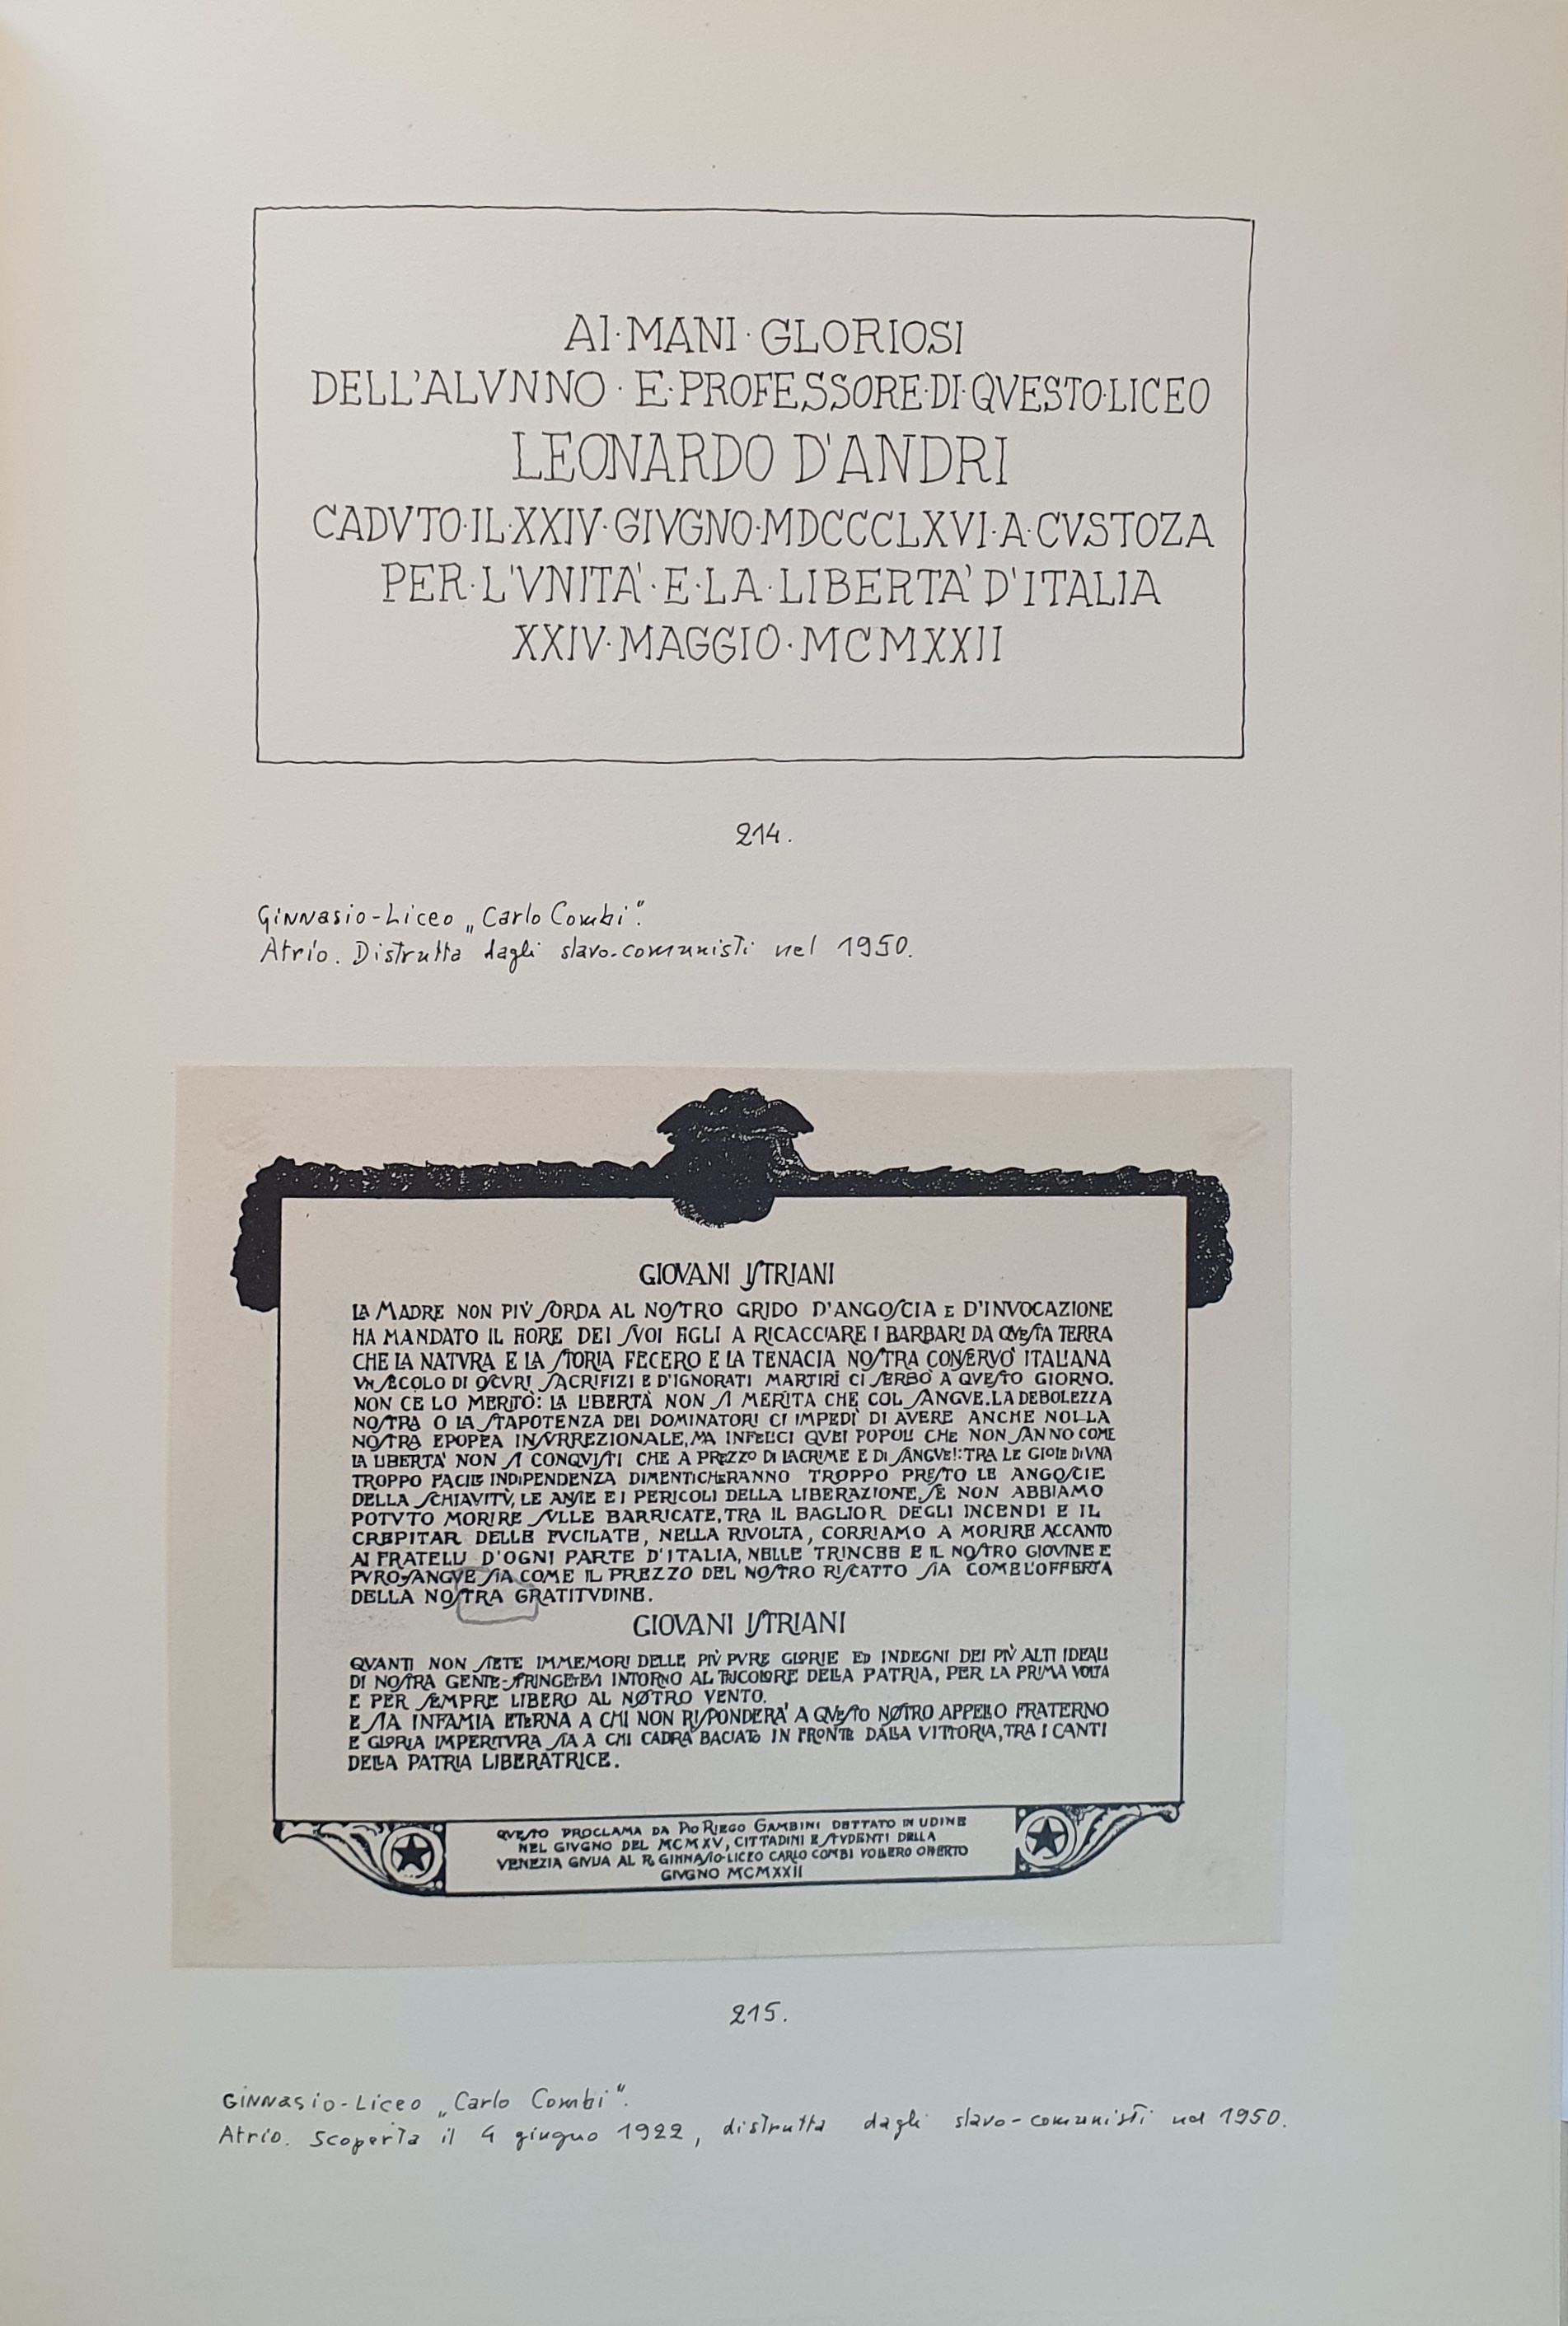 AI·MANI·GLORIOSI
DELL'ALVNNO·E·PROFESSORE·DI·QVESTO·LICEO
LEONARDO D'ANDRI
CADVTO·IL·XXIV·GIVGNO·MDCCCLXVI·A·CVSTOZA
PER·L'VNITA'·E·LA·LIBERTA' D'ITALIA
XXIV·MAGGIO·MCMXXII
214.
Ginnasio-Liceo „Carlo Combi".
Atrio. Distrutta dagli slavo-comunisti nel 1950.
GIOVANI ISTRIANI
LA MADRE NON PIV̀ SORDA AL NOSTRO GRIDO D'ANGOSCIA E D'INVOCAZIONE
HA MANDATO IL FIORE DEI SVOI FIGLI A RICACCIARE I BARBARI DA QVESTA TERRA
CHE LA NATVRA E LA STORIA FECERO E LA TENACIA NOSTRA CONSERVO' ITALIANA
VN SECOLO DI OSCVRI SACRIFIZI E D'IGNORATI MARTIRI CI SERBÒ A QVESTO GIORNO.
NON CE LO MERITÒ: LA LIBERTÀ NON SI MERITA CHE COL SANGVE. LA DEBOLEZZA
NOSTRA O LA STAPOTENZA DEI DOMINATORI CI IMPEDÌ DI AVERE ANCHE NOI LA
NOSTRA EPOPEA INSVRREZIONALE, MA INFELICI QVEI POPOLI CHE NON SANNO COME
LA LIBERTA' NON SI CONQVISTI CHE A PREZZO DI LACRIME E DI SANGVE!: TRA LE GIOIE DI VNA
TROPPO FACILE INDIPENDENZA DIMENTICHERANNO TROPPO PRESTO LE ANGOSCIE
DELLA SCHIAVITV̀, LE ANSIE E I PERICOLI DELLA LIBERAZIONE. SE NON ABBIAMO
POTVTO MORIRE SVLLE BARRICATE, TRA IL BAGLIOR DEGLI INCENDI E IL
CREPITAR DELLE FVCILATE, NELLA RIVOLTA, CORRIAMO A MORIRE ACCANTO
AI FRATELLI D'OGNI PARTE D'ITALIA, NELLE TRINCEE E IL NOSTRO GIOVINE E
PVRO SANGVE SIA COME IL PREZZO DEL NOSTRO RISCATTO SIA COME L'OFFERTA
DELLA NOSTRA GRATITVDINE.
GIOVANI ISTRIANI
QVANTI NON SIETE IMMEMORI DELLE PIV̀ PVRE GLORIE ED INDEGNI DEI PIV̀ ALTI IDEALI
DI NOSTRA GENTE-STRINGETEVI INTORNO AL TRICOLORE DELLA PATRIA, PER LA PRIMA VOLTA
E PER SEMPRE LIBERO AL NOSTRO VENTO.
E SIA INFAMIA ETERNA A CHI NON RISPONDERA' A QVESTO NOSTRO APPELLO FRATERNO
E GLORIA IMPERITVRA SIA A CHI CADRA' BACIATO IN FRONTE DALLA VITTORIA, TRA I CANTI
DELLA PATRIA LIBERATRICE.
QVESTO PROCLAMA DA PIO RIEGO GAMBINI DETTATO IN UDINE
NEL GIVGNO DEL MCMXV, CITTADINI E STVDENTI DELLA
VENEZIA GIVLIA AL R. GINNASIO-LICEO CARLO COMBI VOLLERO OFFERTO
GIVGNO MCMXXII
215.
Ginnasio-Liceo „Carlo Combi".
Atrio. Scoperta il 4 giugno 1922, distrutta dagli slavo-comunisti nel 1950.